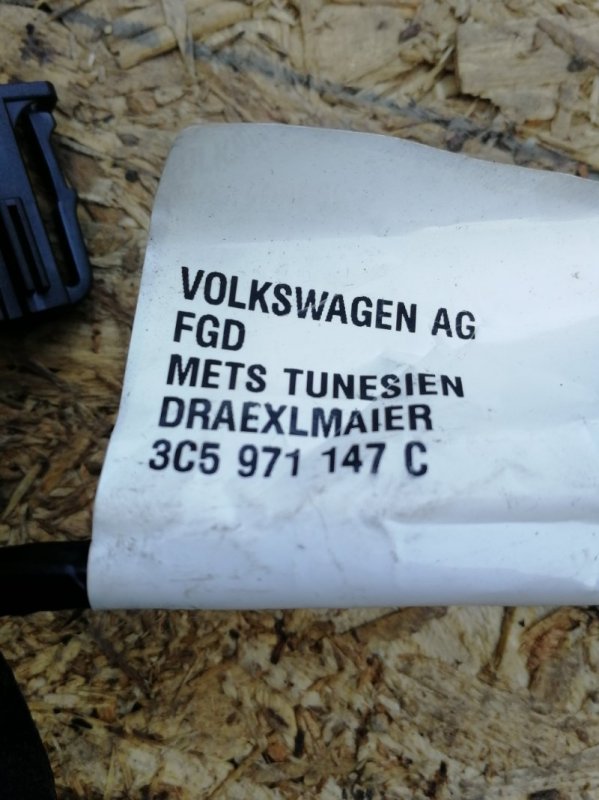 VOLKSWAGEN AG
FGD
METS TUNESIEN
DRAEXLMAIER
3C5 971 147 C